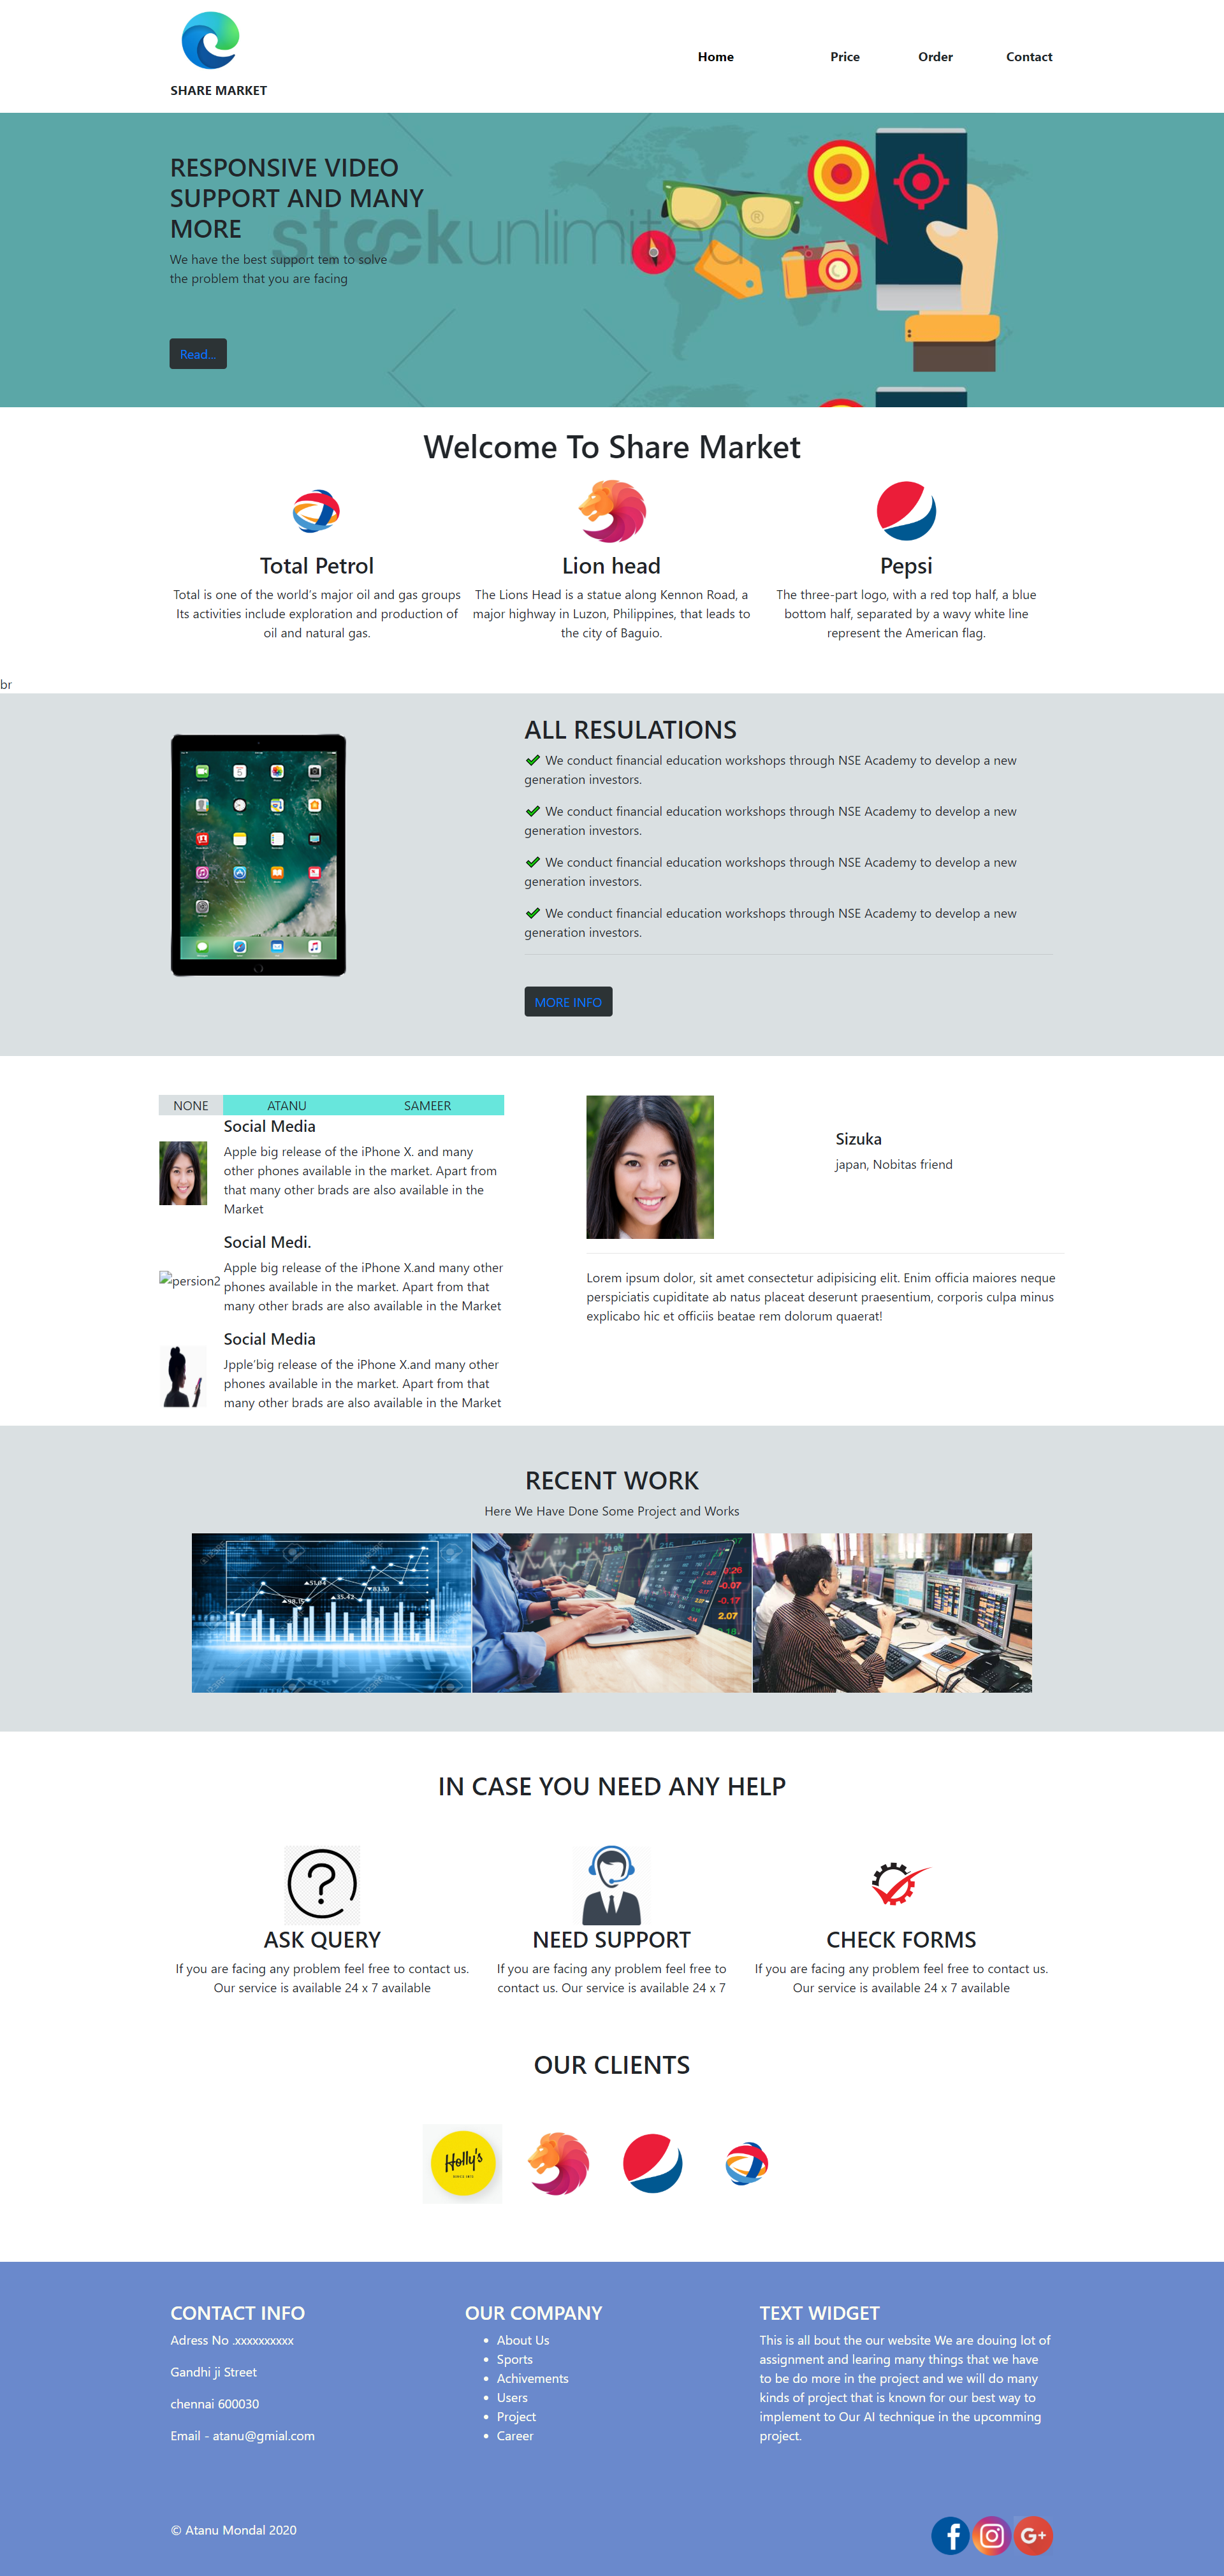 SHARE MARKET
Home
Price
Order
Contact
RESPONSIVE VIDEO
SUPPORT AND MANY
MORE
stockunlimited®
We have the best support tem to solve
the problem that you are facing
Read...
Welcome To Share Market
Total Petrol
Total is one of the world's major oil and gas groups
Its activities include exploration and production of
oil and natural gas.
Lion head
The Lions Head is a statue along Kennon Road, a
major highway in Luzon, Philippines, that leads to
the city of Baguio.
Pepsi
The three-part logo, with a red top half, a blue
bottom half, separated by a wavy white line
represent the American flag.
br
ALL RESULATIONS
We conduct financial education workshops through NSE Academy to develop a new
generation investors.
We conduct financial education workshops through NSE Academy to develop a new
generation investors.
We conduct financial education workshops through NSE Academy to develop a new
generation investors.
We conduct financial education workshops through NSE Academy to develop a new
generation investors.
MORE INFO
NONE
ATANU
SAMEER
Social Media
Apple big release of the iPhone X. and many
other phones available in the market. Apart from
that many other brads are also available in the
Market
persion2
Social Medi.
Apple big release of the iPhone X.and many other
phones available in the market. Apart from that
many other brads are also available in the Market
Social Media
Jpple'big release of the iPhone X.and many other
phones available in the market. Apart from that
many other brads are also available in the Market
Sizuka
japan, Nobitas friend
Lorem ipsum dolor, sit amet consectetur adipisicing elit. Enim officia maiores neque
perspiciatis cupiditate ab natus placeat deserunt praesentium, corporis culpa minus
explicabo hic et officiis beatae rem dolorum quaerat!
RECENT WORK
Here We Have Done Some Project and Works
51.04
98.15
35.42
83.10
215.10
0.26
-0.07
-0.17
2.07
IN CASE YOU NEED ANY HELP
ASK QUERY
If you are facing any problem feel free to contact us.
Our service is available 24 x 7 available
NEED SUPPORT
If you are facing any problem feel free to
contact us. Our service is available 24 x 7
CHECK FORMS
If you are facing any problem feel free to contact us.
Our service is available 24 x 7 available
OUR CLIENTS
Holly's
CONTACT INFO
Adress No .xxxxxxxxxx
Gandhi ji Street
chennai 600030
Email - atanu@gmial.com
OUR COMPANY
About Us
Sports
Achivements
Users
Project
Career
TEXT WIDGET
This is all bout the our website We are douing lot of
assignment and learing many things that we have
to be do more in the project and we will do many
kinds of project that is known for our best way to
implement to Our AI technique in the upcomming
project.
© Atanu Mondal 2020
f
G+